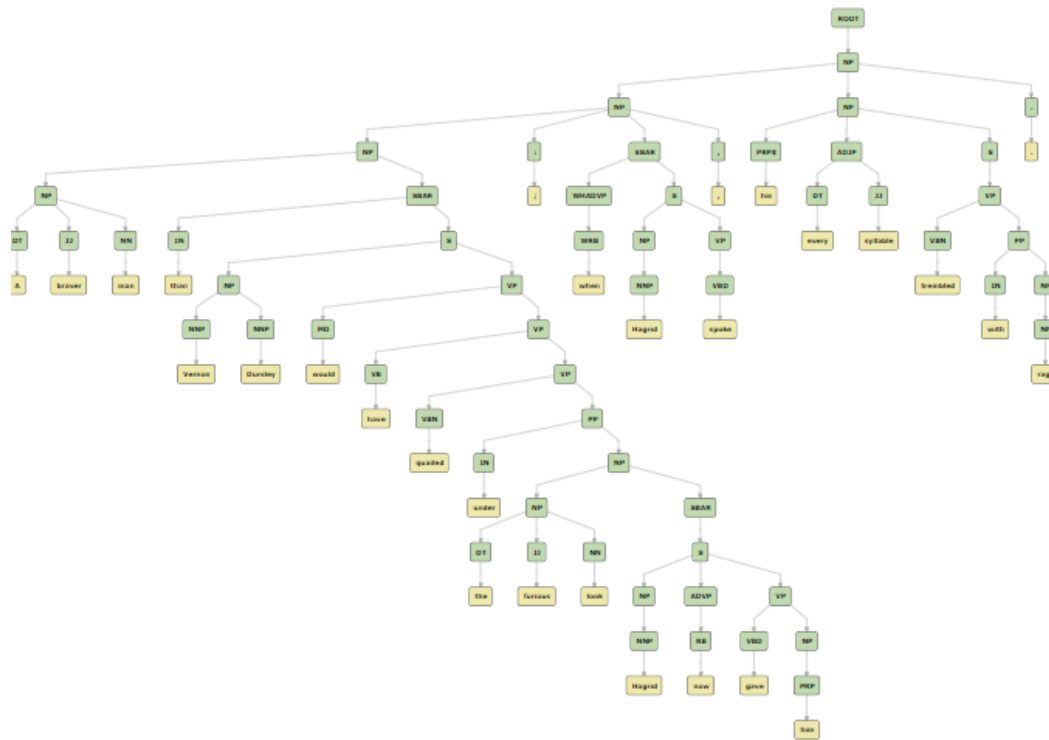 ROOT
NP
NP NP .
NP : SBAR , PRP$ ADJP S .
NP SBAR ; WHADVP S , his DT JJ VP
DT JJ NN IN S WRB NP VP every syllable VBN PP
A braver man than NP VP when NNP VBD trembled IN
NNP NNP MD VP Hagrid spoke with
Vernon Dursley would VB VP
have VBN PP
quailed IN NP
under NP SBAR
DT JJ NN S
the furious look NP ADVP VP
NNP RB VBD NP
Hagrid now gave PRP
him